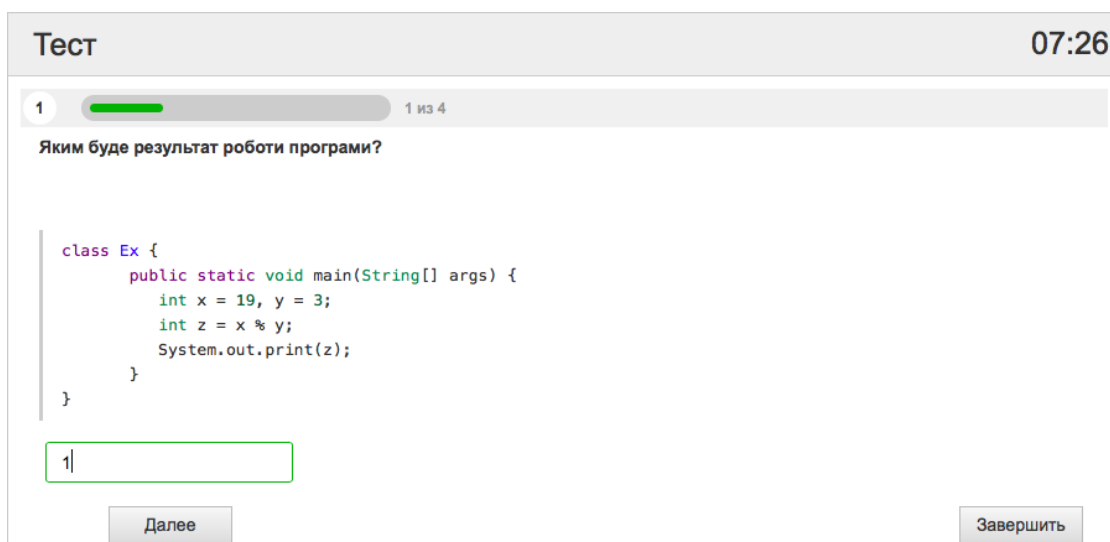 Тест 07:26
1 1 из 4
Яким буде результат роботи програми?
class Ex {
public static void main(String[] args) {
int x = 19, y = 3;
int z = x % y;
System.out.print(z);
}
}
1
Далее Завершить